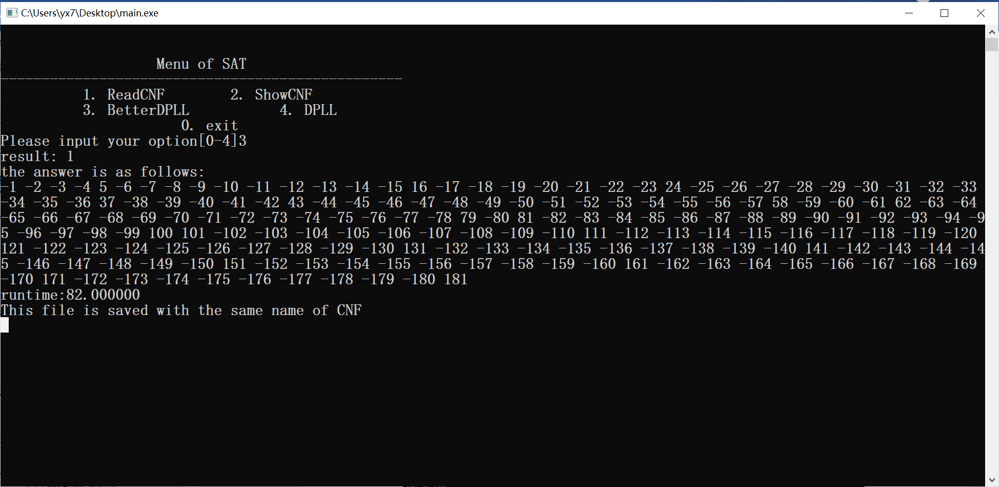 C:\Users\yx7\Desktop\main.exe
Menu of SAT
-------------------------------------------------
1. ReadCNF 2. ShowCNF
3. BetterDPLL 4. DPLL
0. exit
Please input your option[0-4]3
result: 1
the answer is as follows:
-1 -2 -3 -4 5 -6 -7 -8 -9 -10 -11 -12 -13 -14 -15 16 -17 -18 -19 -20 -21 -22 -23 24 -25 -26 -27 -28 -29 -30 -31 -32 -33
-34 -35 -36 37 -38 -39 -40 -41 -42 43 -44 -45 -46 -47 -48 -49 -50 -51 -52 -53 -54 -55 -56 -57 58 -59 -60 -61 62 -63 -64
-65 -66 -67 -68 -69 -70 -71 -72 -73 -74 -75 -76 -77 -78 79 -80 81 -82 -83 -84 -85 -86 -87 -88 -89 -90 -91 -92 -93 -94 -9
5 -96 -97 -98 -99 100 101 -102 -103 -104 -105 -106 -107 -108 -109 -110 111 -112 -113 -114 -115 -116 -117 -118 -119 -120
121 -122 -123 -124 -125 -126 -127 -128 -129 -130 131 -132 -133 -134 -135 -136 -137 -138 -139 -140 141 -142 -143 -144 -14
5 -146 -147 -148 -149 -150 151 -152 -153 -154 -155 -156 -157 -158 -159 -160 161 -162 -163 -164 -165 -166 -167 -168 -169
-170 171 -172 -173 -174 -175 -176 -177 -178 -179 -180 181
runtime:82.000000
This file is saved with the same name of CNF